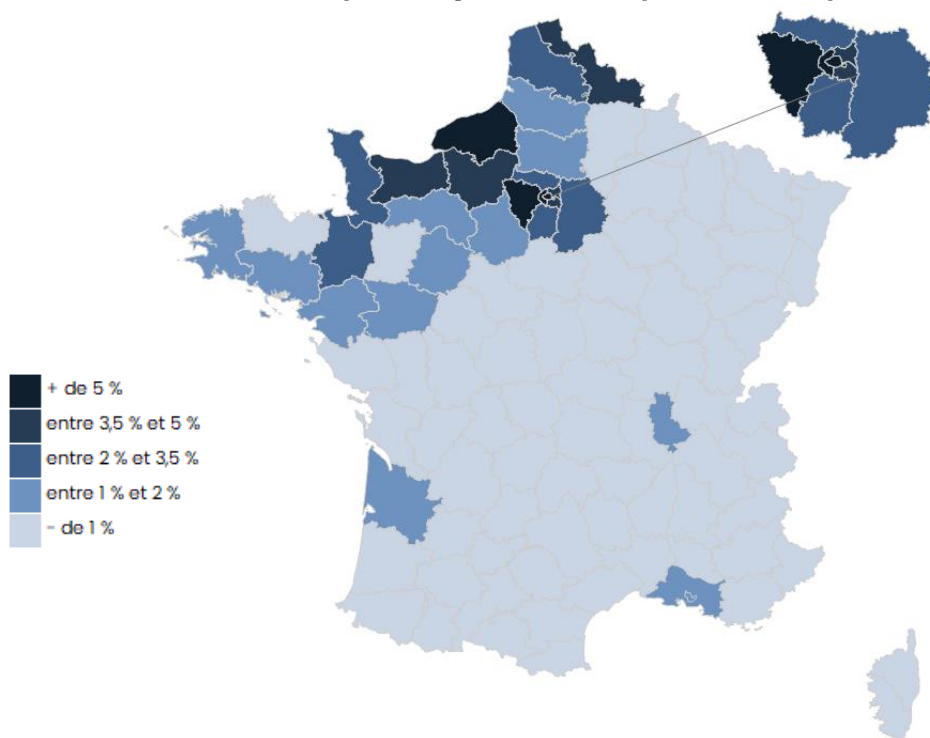 + de 5 %
entre 3,5 % et 5 %
entre 2 % et 3,5 %
entre 1 % et 2 %
- de 1 %